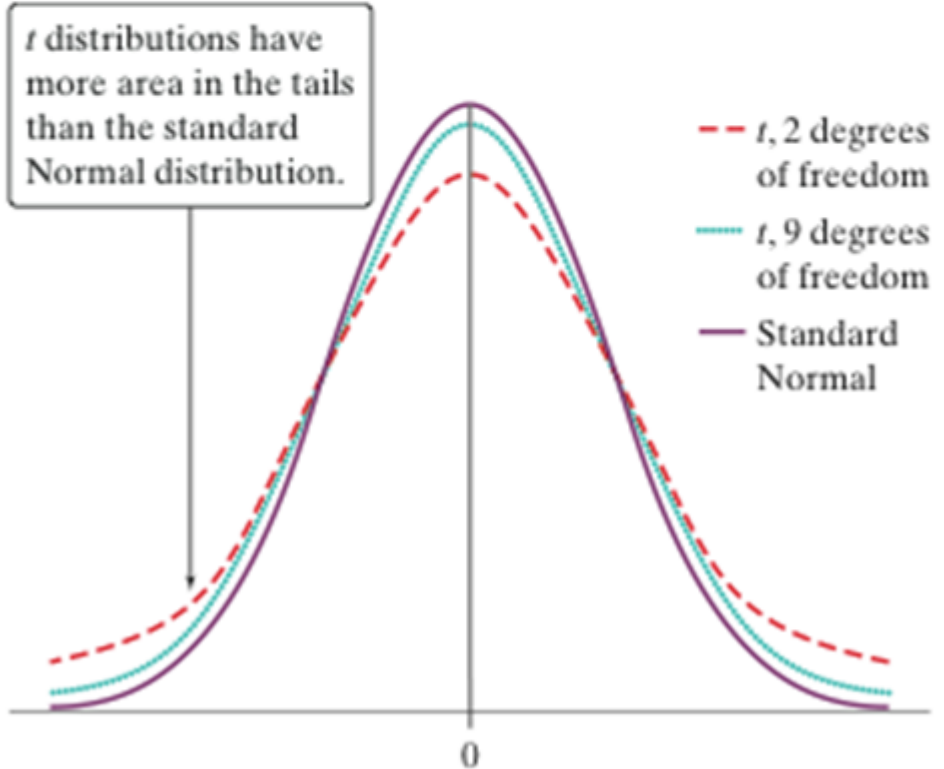 t distributions have
more area in the tails
than the standard
Normal distribution.
t, 2 degrees
of freedom
t, 9 degrees
of freedom
Standard
Normal
0